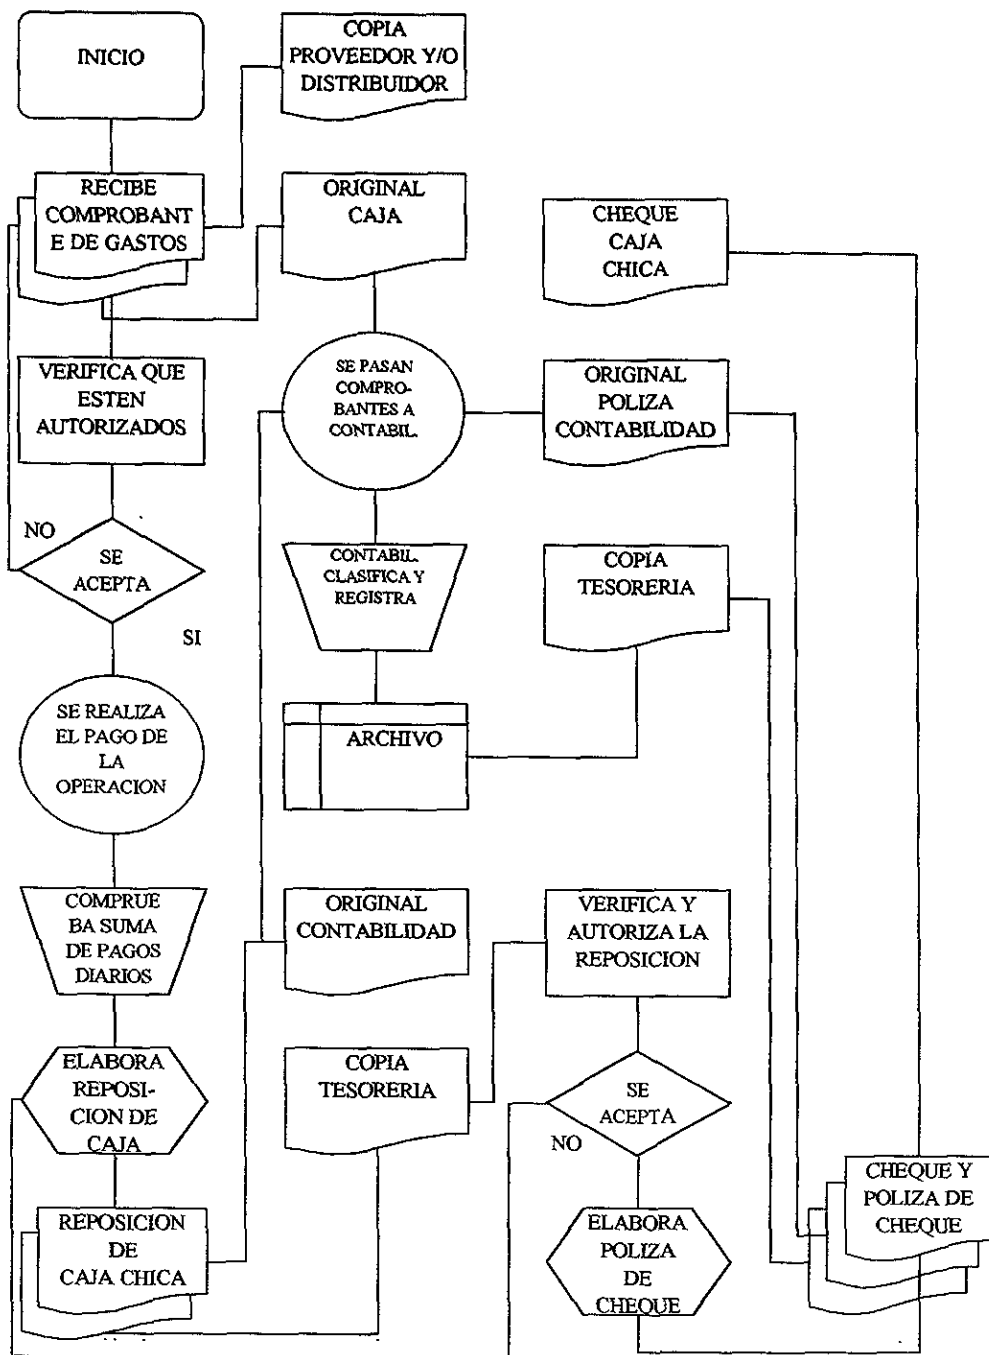 INICIO
COPIA
PROVEEDOR Y/O
DISTRIBUIDOR
RECIBE
COMPROBANT
E DE GASTOS
ORIGINAL
CAJA
CHEQUE
CAJA
CHICA
VERIFICA QUE
ESTEN
AUTORIZADOS
SE PASAN
COMPRO-
BANTES A
CONTABIL.
ORIGINAL
POLIZA
CONTABILIDAD
NO
SE
ACEPTA
SI
CONTABIL.
CLASIFICA Y
REGISTRA
COPIA
TESORERIA
SE REALIZA
EL PAGO DE
LA
OPERACION
ARCHIVO
COMPRUE
BA SUMA
DE PAGOS
DIARIOS
ORIGINAL
CONTABILIDAD
VERIFICA Y
AUTORIZA LA
REPOSICION
ELABORA
REPOSI-
CION DE
CAJA
COPIA
TESORERIA
SE
ACEPTA
NO
REPOSICION
DE
CAJA CHICA
ELABORA
POLIZA
DE
CHEQUE
CHEQUE Y
POLIZA DE
CHEQUE